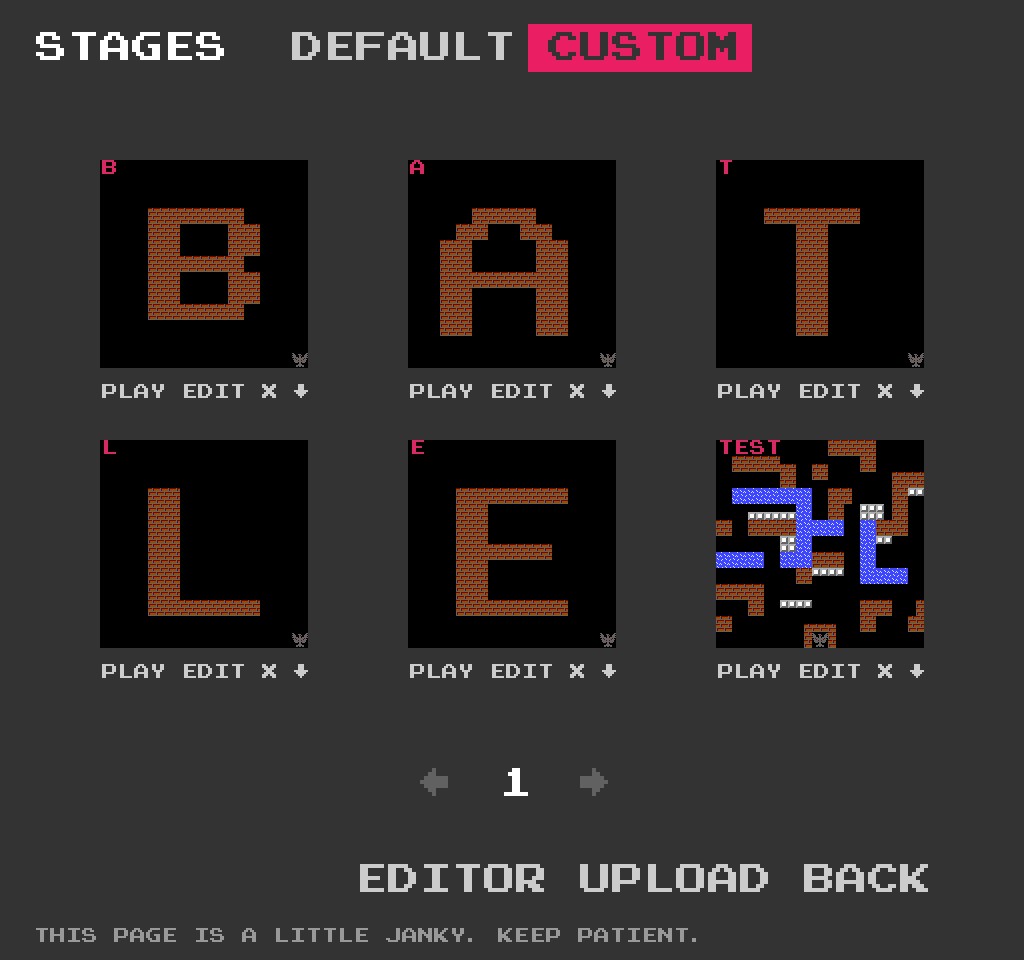 STAGES DEFAULT CUSTOM
B A T
B A T
PLAY EDIT X PLAY EDIT X PLAY EDIT X
L E TEST
L E
PLAY EDIT X PLAY EDIT X PLAY EDIT X
1
EDITOR UPLOAD BACK
THIS PAGE IS A LITTLE JANKY. KEEP PATIENT.